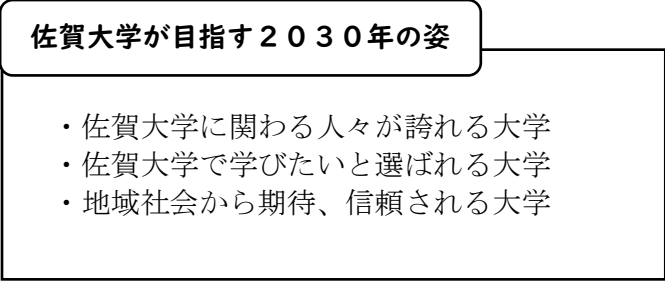 佐賀大学が目指す２０３０年の姿
・佐賀大学に関わる人々が誇れる大学
・佐賀大学で学びたいと選ばれる大学
・地域社会から期待、信頼される大学